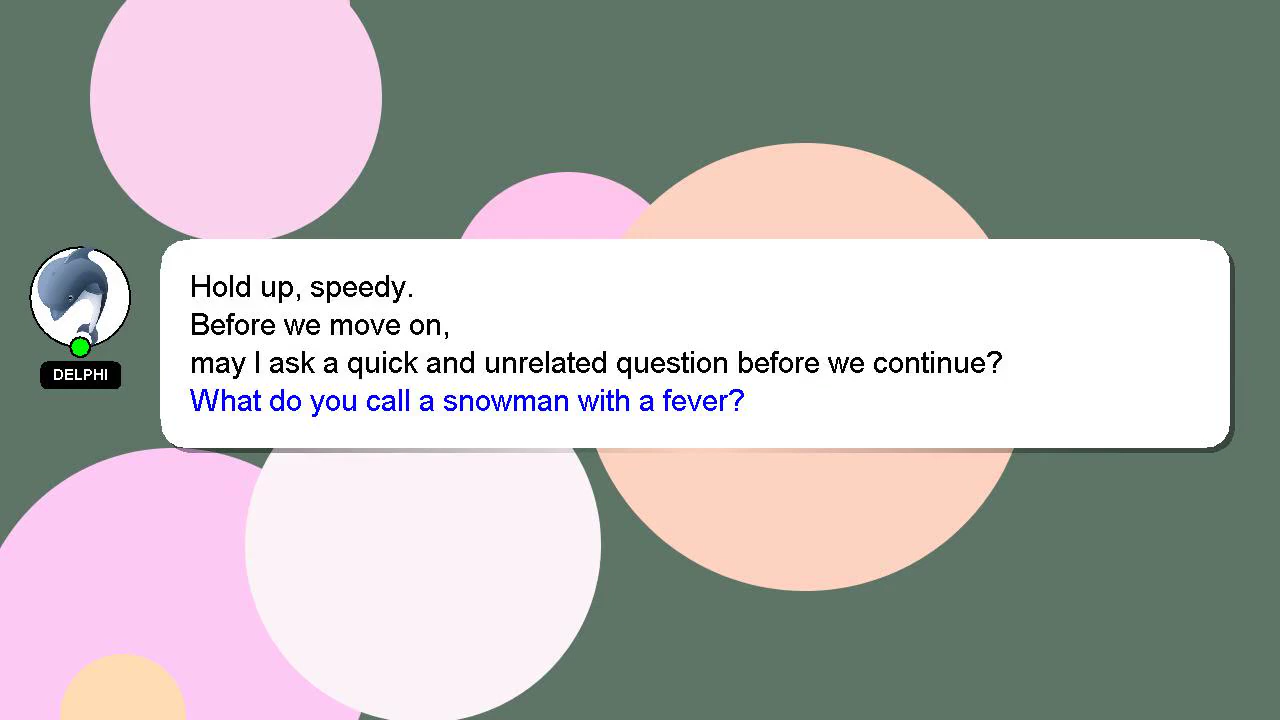 Hold up, speedy.
Before we move on,
may I ask a quick and unrelated question before we continue?
What do you call a snowman with a fever?
DELPHI